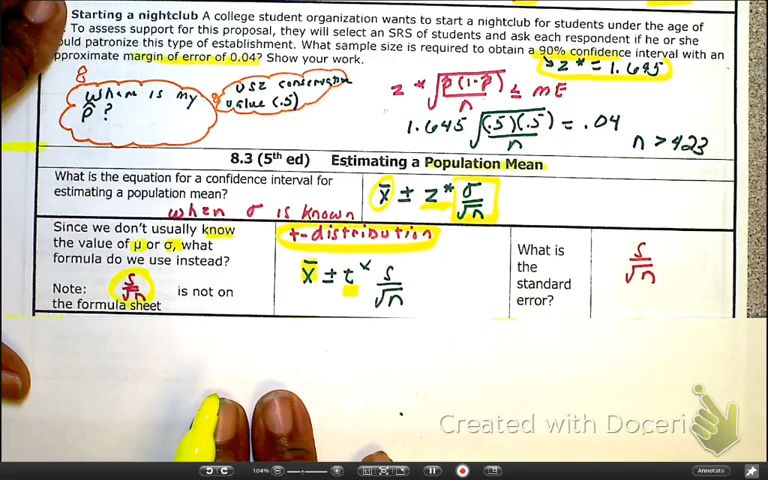 Starting a nightclub A college student organization wants to start a nightclub for students under the age of
To assess support for this proposal, they will select an SRS of students and ask each respondent if he or she
ould patronize this type of establishment. What sample size is required to obtain a 90% confidence interval with an
pproximate margin of error of 0.04? Show your work.
→ z* = 1.645
8
Where is my
p̂?
8
use conservative
value (.5)
z* √(p̂(1-p̂)/n) ≤ ME
1.645 √((.5)(.5)/n) = .04
n > 423
8.3 (5th ed) Estimating a Population Mean
What is the equation for a confidence interval for
estimating a population mean?
when σ is known
x̄ ± z* σ/√n
Since we don't usually know
the value of μ or σ, what
formula do we use instead?
Note: s/√n is not on
the formula sheet
t-distribution
x̄ ± t* s/√n
What is
the
standard
error?
s/√n
Created with Doceri
104%
Annotate